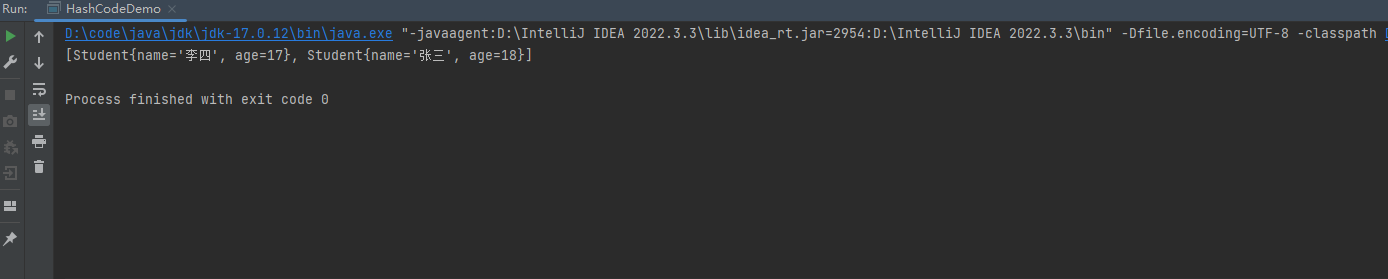 Run: HashCodeDemo ×
D:\code\java\jdk\jdk-17.0.12\bin\java.exe "-javaagent:D:\IntelliJ IDEA 2022.3.3\lib\idea_rt.jar=2954:D:\IntelliJ IDEA 2022.3.3\bin" -Dfile.encoding=UTF-8 -classpath
[Student{name='李四', age=17}, Student{name='张三', age=18}]
Process finished with exit code 0